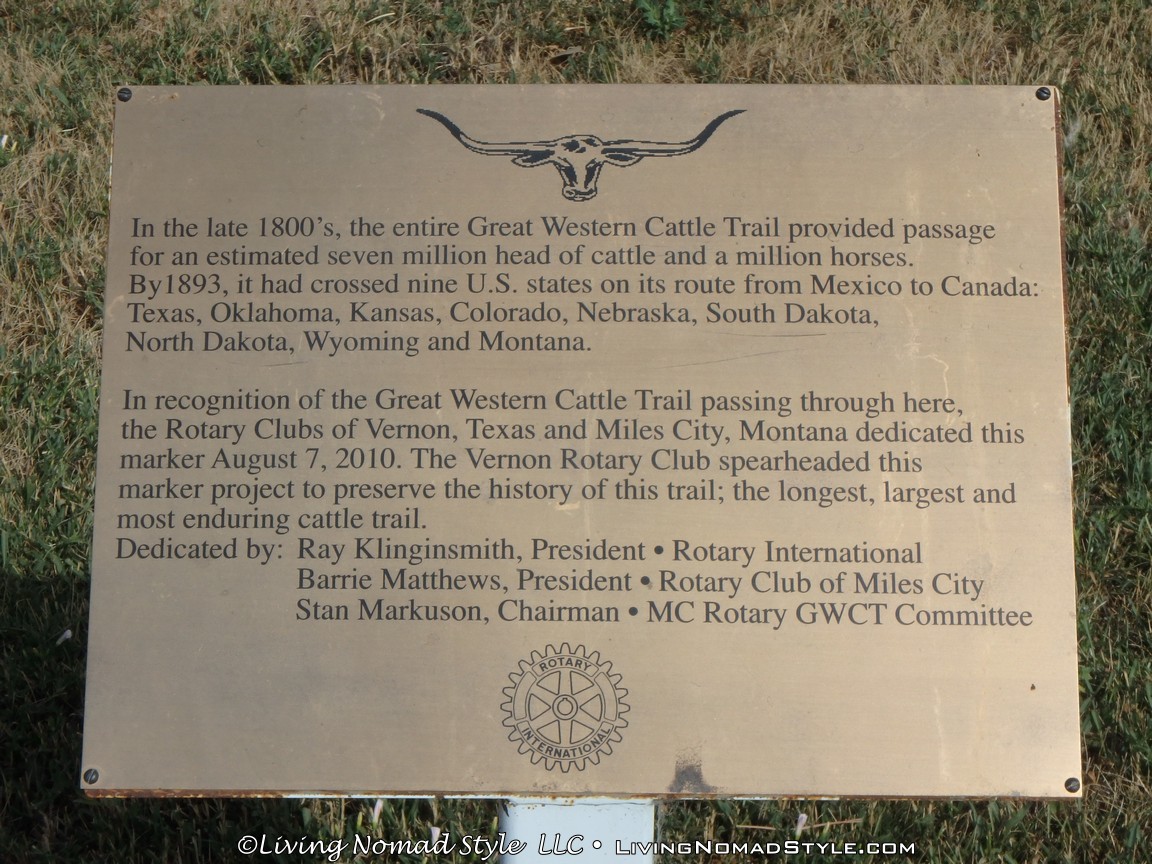 In the late 1800's, the entire Great Western Cattle Trail provided passage
for an estimated seven million head of cattle and a million horses.
By1893, it had crossed nine U.S. states on its route from Mexico to Canada:
Texas, Oklahoma, Kansas, Colorado, Nebraska, South Dakota,
North Dakota, Wyoming and Montana.
In recognition of the Great Western Cattle Trail passing through here,
the Rotary Clubs of Vernon, Texas and Miles City, Montana dedicated this
marker August 7, 2010. The Vernon Rotary Club spearheaded this
marker project to preserve the history of this trail; the longest, largest and
most enduring cattle trail.
Dedicated by: Ray Klinginsmith, President • Rotary International
Barrie Matthews, President • Rotary Club of Miles City
Stan Markuson, Chairman • MC Rotary GWCT Committee
ROTARY
INTERNATIONAL
©Living Nomad Style LLC • LivingNomadStyle.com